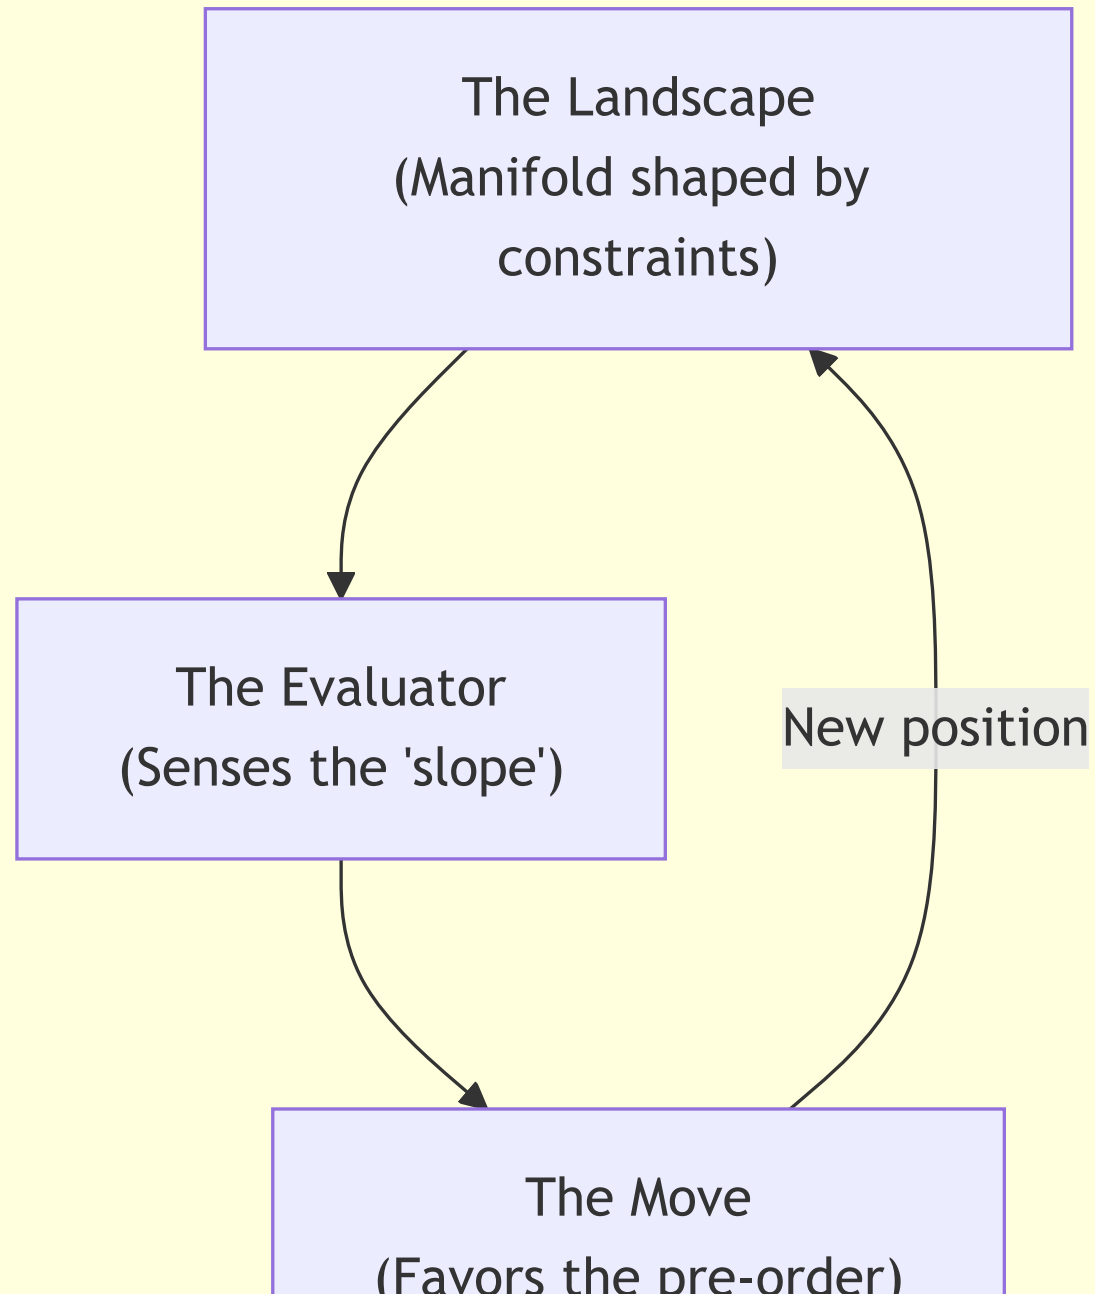 The Landscape
(Manifold shaped by
constraints)
The Evaluator
(Senses the 'slope')
New position
The Move
(Favors the pre-order)